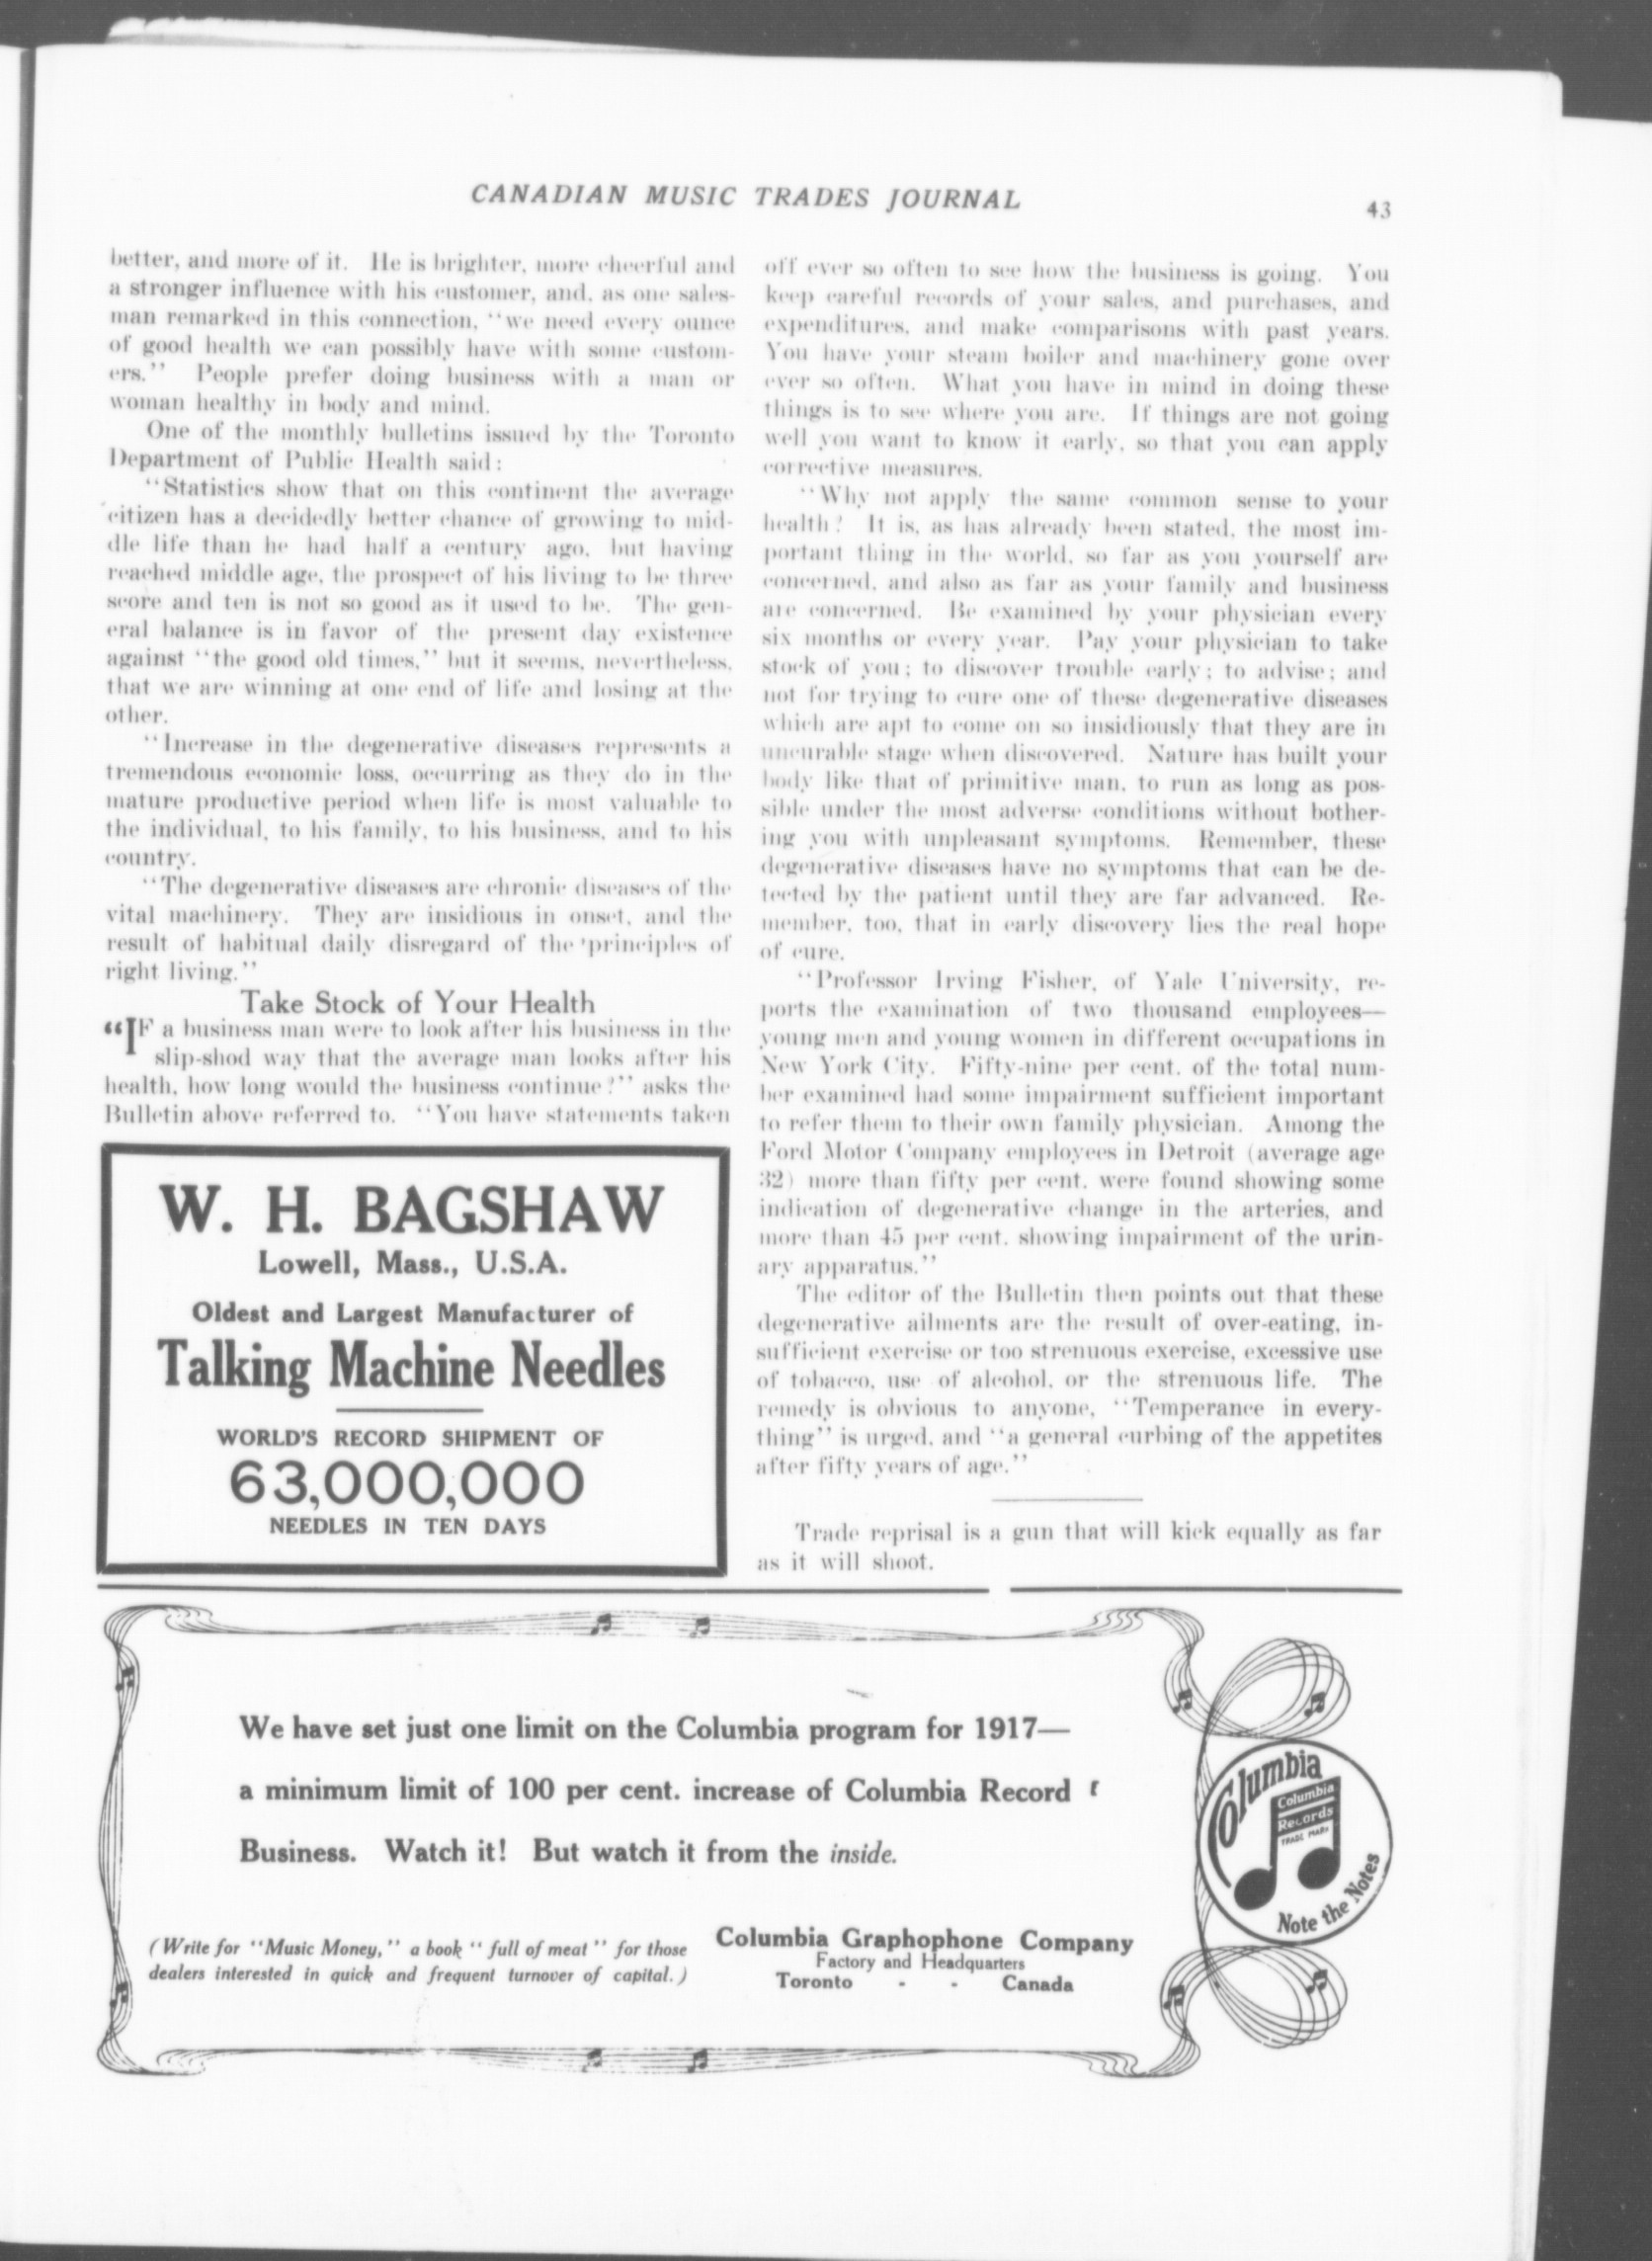 CANADIAN MUSIC TRADES JOURNAL
43
better, and more of it. He is brighter, more cheerful and
a stronger influence with his customer, and, as one sales-
man remarked in this connection, "we need every ounce
of good health we can possibly have with some custom-
ers." People prefer doing business with a man or
woman healthy in body and mind.
One of the monthly bulletins issued by the Toronto
Department of Public Health said:
"Statistics show that on this continent the average
citizen has a decidedly better chance of growing to mid-
dle life than he had half a century ago, but having
reached middle age, the prospect of his living to be three
score and ten is not so good as it used to be. The gen-
eral balance is in favor of the present day existence
against "the good old times," but it seems, nevertheless,
that we are winning at one end of life and losing at the
other.
"Increase in the degenerative diseases represents a
tremendous economic loss, occurring as they do in the
mature productive period when life is most valuable to
the individual, to his family, to his business, and to his
country.
"The degenerative diseases are chronic diseases of the
vital machinery. They are insidious in onset, and the
result of habitual daily disregard of the principles of
right living."
Take Stock of Your Health
"IF a business man were to look after his business in the
slip-shod way that the average man looks after his
health, how long would the business continue?" asks the
Bulletin above referred to. "You have statements taken
off ever so often to see how the business is going. You
keep careful records of your sales, and purchases, and
expenditures, and make comparisons with past years.
You have your steam boiler and machinery gone over
ever so often. What you have in mind in doing these
things is to see where you are. If things are not going
well you want to know it early, so that you can apply
corrective measures.
"Why not apply the same common sense to your
health? It is, as has already been stated, the most im-
portant thing in the world, so far as you yourself are
concerned, and also as far as your family and business
are concerned. Be examined by your physician every
six months or every year. Pay your physician to take
stock of you; to discover trouble early; to advise; and
not for trying to cure one of these degenerative diseases
which are apt to come on so insidiously that they are in
uncurable stage when discovered. Nature has built your
body like that of primitive man, to run as long as pos-
sible under the most adverse conditions without bother-
ing you with unpleasant symptoms. Remember, these
degenerative diseases have no symptoms that can be de-
tected by the patient until they are far advanced. Re-
member, too, that in early discovery lies the real hope
of cure.
"Professor Irving Fisher, of Yale University, re-
ports the examination of two thousand employees—
young men and young women in different occupations in
New York City. Fifty-nine per cent. of the total num-
ber examined had some impairment sufficient important
to refer them to their own family physician. Among the
Ford Motor Company employees in Detroit (average age
32) more than fifty per cent. were found showing some
indication of degenerative change in the arteries, and
more than 45 per cent. showing impairment of the urin-
ary apparatus."
The editor of the Bulletin then points out that these
degenerative ailments are the result of over-eating, in-
sufficient exercise or too strenuous exercise, excessive use
of tobacco, use of alcohol, or the strenuous life. The
remedy is obvious to anyone, "Temperance in every-
thing" is urged, and "a general curbing of the appetites
after fifty years of age."
Trade reprisal is a gun that will kick equally as far
as it will shoot.
W. H. BAGSHAW
Lowell, Mass., U.S.A.
Oldest and Largest Manufacturer of
Talking Machine Needles
WORLD'S RECORD SHIPMENT OF
63,000,000
NEEDLES IN TEN DAYS
We have set just one limit on the Columbia program for 1917—
a minimum limit of 100 per cent. increase of Columbia Record
Business. Watch it! But watch it from the inside.
(Write for "Music Money," a book "full of meat" for those
dealers interested in quick and frequent turnover of capital.)
Columbia Graphophone Company
Factory and Headquarters
Toronto - - Canada
Columbia
Columbia
Records
TRADE MARK
Note the Notes